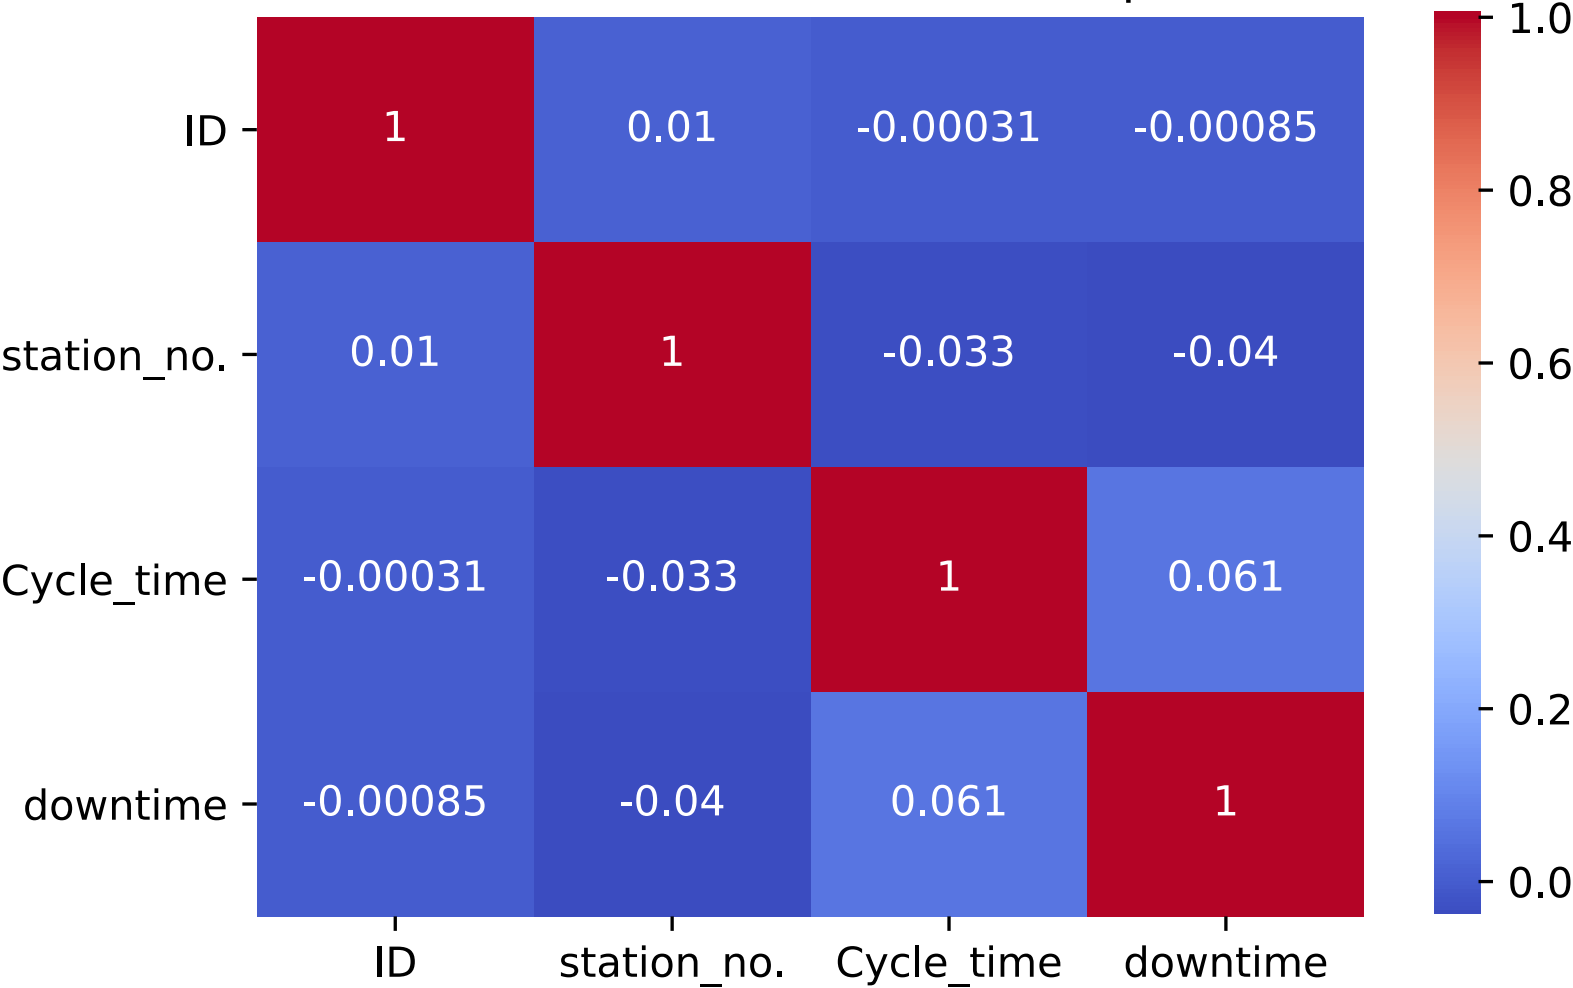 1.0
ID 1 0.01 -0.00031 -0.00085
0.8
station_no. 0.01 1 -0.033 -0.04
0.6
0.4
Cycle_time -0.00031 -0.033 1 0.061
0.2
downtime -0.00085 -0.04 0.061 1
0.0
ID station_no. Cycle_time downtime